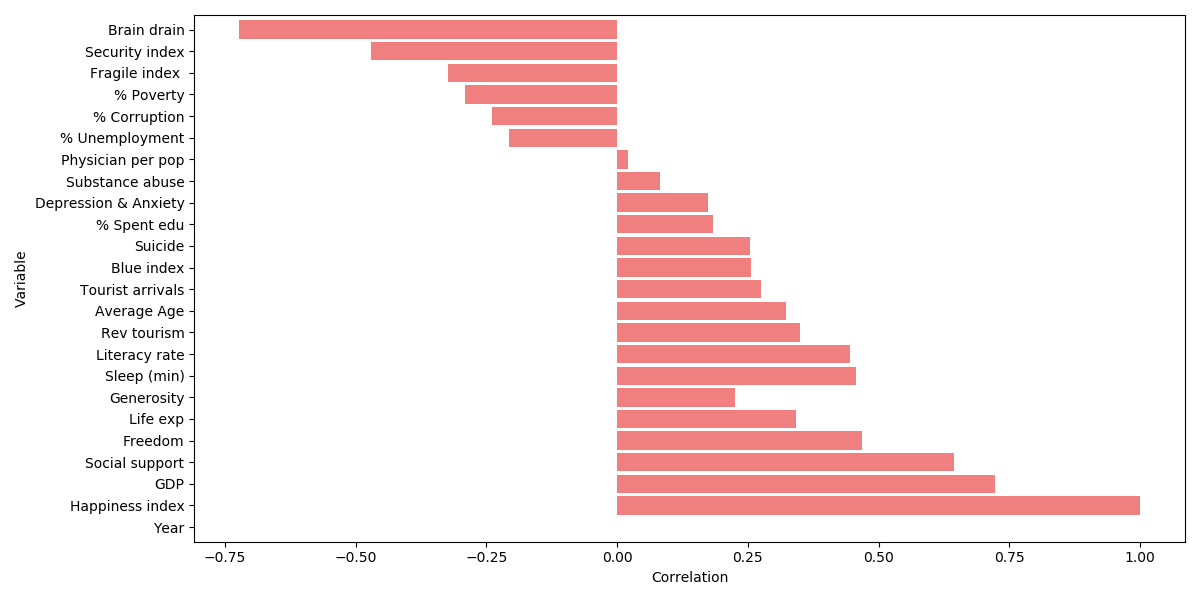 Brain drain
Security index
Fragile index
% Poverty
% Corruption
% Unemployment
Physician per pop
Substance abuse
Depression & Anxiety
% Spent edu
Suicide
Blue index
Tourist arrivals
Average Age
Rev tourism
Literacy rate
Sleep (min)
Generosity
Life exp
Freedom
Social support
GDP
Happiness index
Year
Variable
−0.75 −0.50 −0.25 0.00 0.25 0.50 0.75 1.00
Correlation